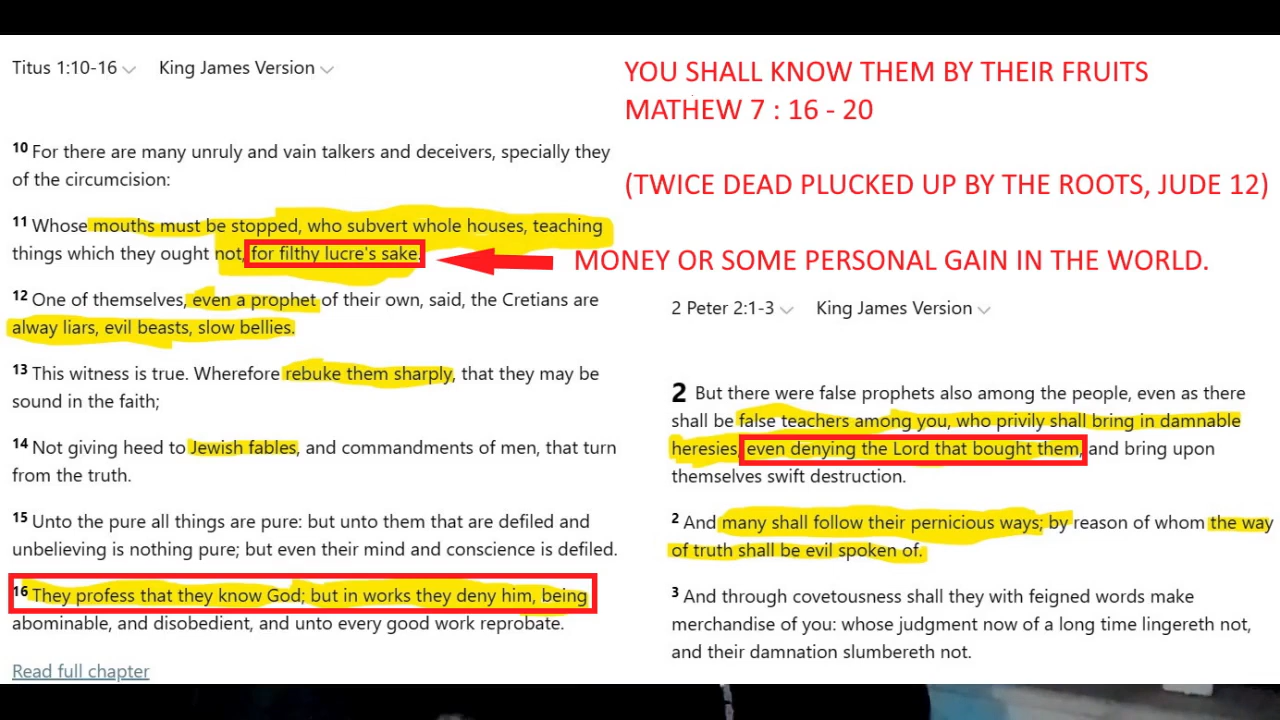 Titus 1:10-16 King James Version
10 For there are many unruly and vain talkers and deceivers, specially they
of the circumcision:
11 Whose mouths must be stopped, who subvert whole houses, teaching
things which they ought not, for filthy lucre's sake.
12 One of themselves, even a prophet of their own, said, the Cretians are
alway liars, evil beasts, slow bellies.
13 This witness is true. Wherefore rebuke them sharply, that they may be
sound in the faith;
14 Not giving heed to Jewish fables, and commandments of men, that turn
from the truth.
15 Unto the pure all things are pure: but unto them that are defiled and
unbelieving is nothing pure; but even their mind and conscience is defiled.
16 They profess that they know God; but in works they deny him, being
abominable, and disobedient, and unto every good work reprobate.
Read full chapter
YOU SHALL KNOW THEM BY THEIR FRUITS
MATHEW 7 : 16 - 20
(TWICE DEAD PLUCKED UP BY THE ROOTS, JUDE 12)
MONEY OR SOME PERSONAL GAIN IN THE WORLD.
2 Peter 2:1-3 King James Version
2 But there were false prophets also among the people, even as there
shall be false teachers among you, who privily shall bring in damnable
heresies, even denying the Lord that bought them, and bring upon
themselves swift destruction.
2 And many shall follow their pernicious ways; by reason of whom the way
of truth shall be evil spoken of.
3 And through covetousness shall they with feigned words make
merchandise of you: whose judgment now of a long time lingereth not,
and their damnation slumbereth not.